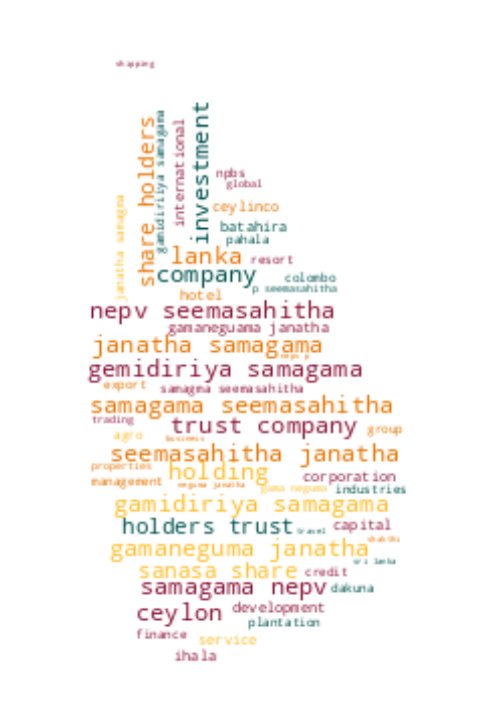 shipping
share holders
gamidiriya samagama
international
investment
npbs
global
janatha samagma
ceylinco
batahira
pahala
lanka
resort
company
colombo
p seemasahitha
hotel
nepv seemasahitha
gamaneguama janatha
janatha samagama
nepv p
gemidiriya samagama
export
samagma seemasahitha
samagama seemasahitha
trading
trust company
group
agro
business
seemasahitha janatha
properties
holding
corporation
management
neguma janatha
gama neguma
industries
gamidiriya samagama
holders trust
travel
capital
shakthi
gamaneguma janatha
sri lanka
sanasa share
credit
samagama nepv
dakuna
ceylon
development
plantation
finance
service
ihala